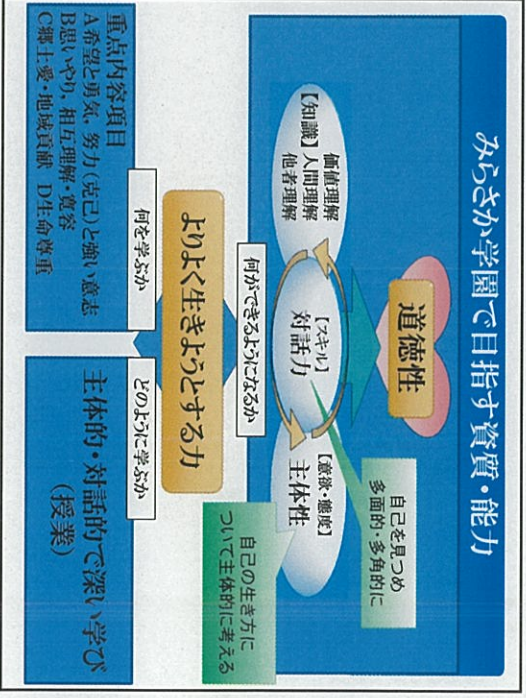 みらさか学園で目指す資質・能力
道徳性
自己を見つめ
多面的・多角的に
価値理解
【知識】人間理解
他者理解
【スキル】
対話力
【意欲・態度】
主体性
自己の生き方に
ついて主体的に考える
何ができるようになるか
よりよく生きようとする力
何を学ぶか
どのように学ぶか
重点内容項目
A希望と勇気，努力（克己）と強い意志
B思いやり，相互理解・寛容
C郷土愛・地域貢献　D生命尊重
主体的・対話的で深い学び
（授業）